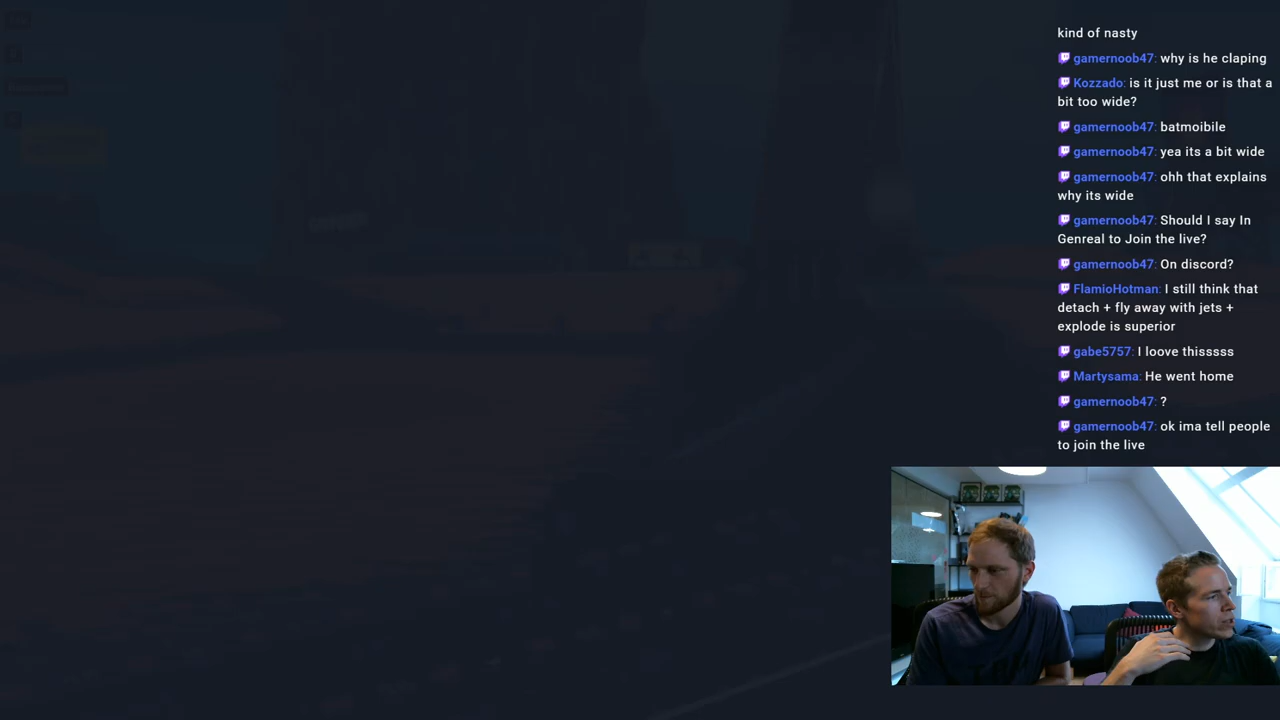 kind of nasty
gamernoob47: why is he claping
Kozzado: is it just me or is that a
bit too wide?
gamernoob47: batmoibile
gamernoob47: yea its a bit wide
gamernoob47: ohh that explains
why its wide
gamernoob47: Should I say In
Genreal to Join the live?
gamernoob47: On discord?
FlamioHotman: I still think that
detach + fly away with jets +
explode is superior
gabe5757: I loove thisssss
Martysama: He went home
gamernoob47: ?
gamernoob47: ok ima tell people
to join the live